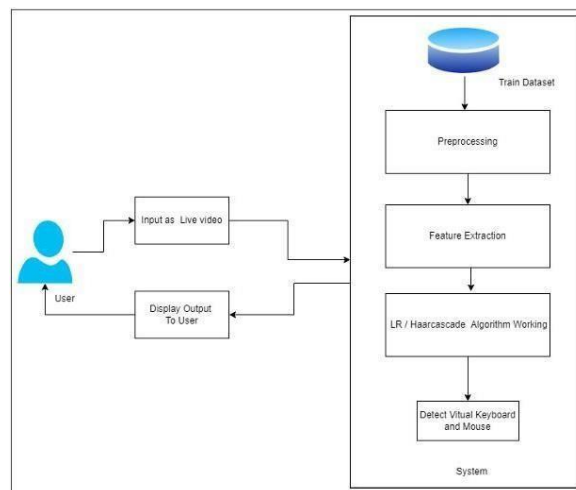 Train Dataset
Preprocessing
Input as Live video
Feature Extraction
User
Display Output
To User
LR / Haarcascade Algorithm Working
Detect Vitual Keyboard
and Mouse
System